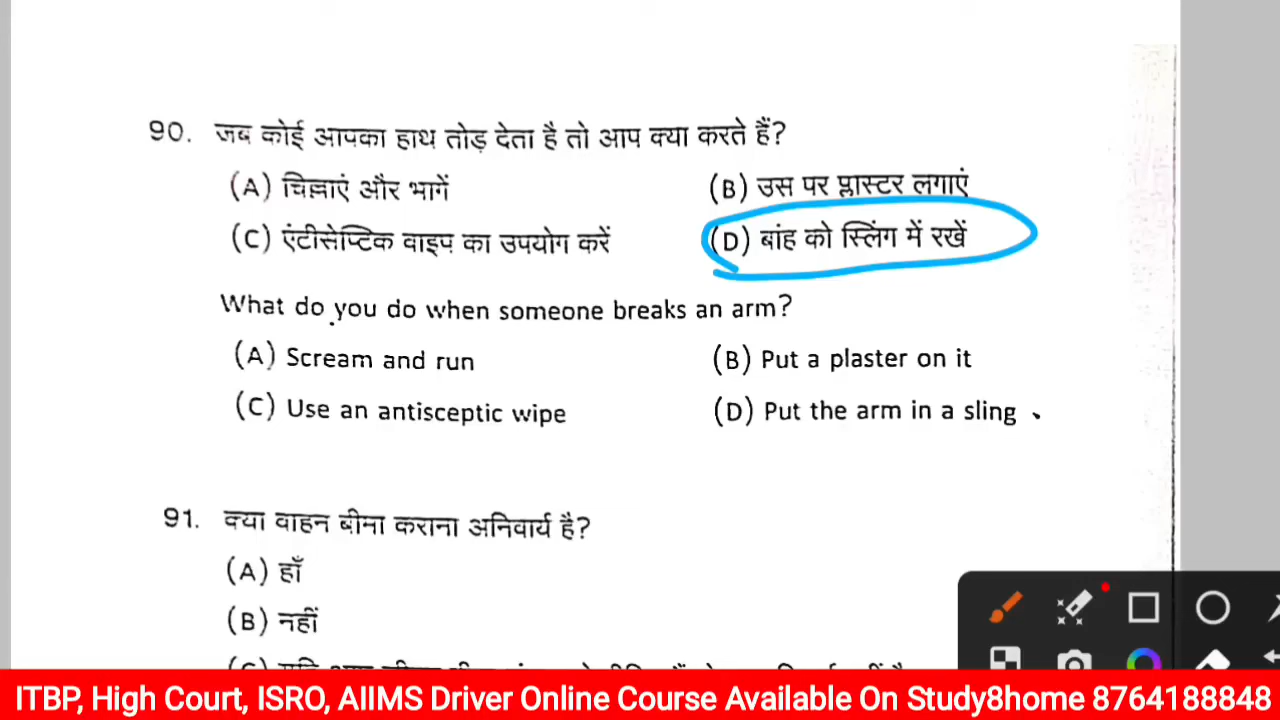 90. जब कोई आपका हाथ तोड़ देता है तो आप क्या करते हैं?
(A) चिल्लाएं और भागें (B) उस पर प्लास्टर लगाएं
(C) एंटीसेप्टिक वाइप का उपयोग करें (D) बांह को स्लिंग में रखें
What do you do when someone breaks an arm?
(A) Scream and run (B) Put a plaster on it
(C) Use an antisceptic wipe (D) Put the arm in a sling
91. क्या वाहन बीमा कराना अनिवार्य है?
(A) हाँ
(B) नहीं
ITBP, High Court, ISRO, AIIMS Driver Online Course Available On Study8home 8764188848